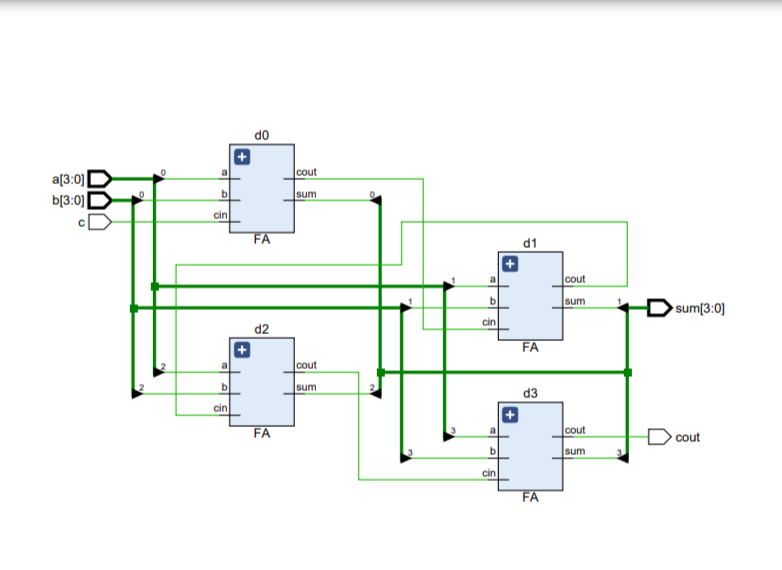 d0
a[3:0]
0
a
cout
b[3:0]
0
b
sum
0
c
cin
FA
d1
1
a
cout
1
b
sum
1
sum[3:0]
cin
FA
d2
2
a
cout
2
b
sum
2
cin
FA
d3
3
a
cout
cout
3
b
sum
3
cin
FA